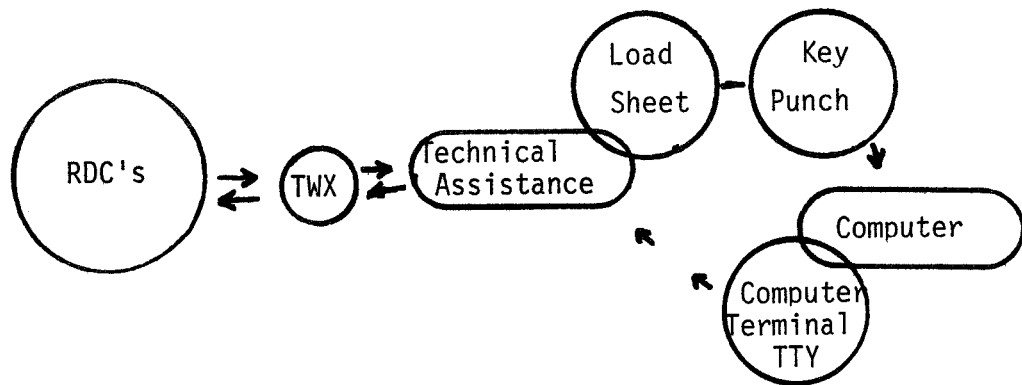 RDC's
TWX
Technical
Assistance
Load
Sheet
Key
Punch
Computer
Computer
Terminal
TTY